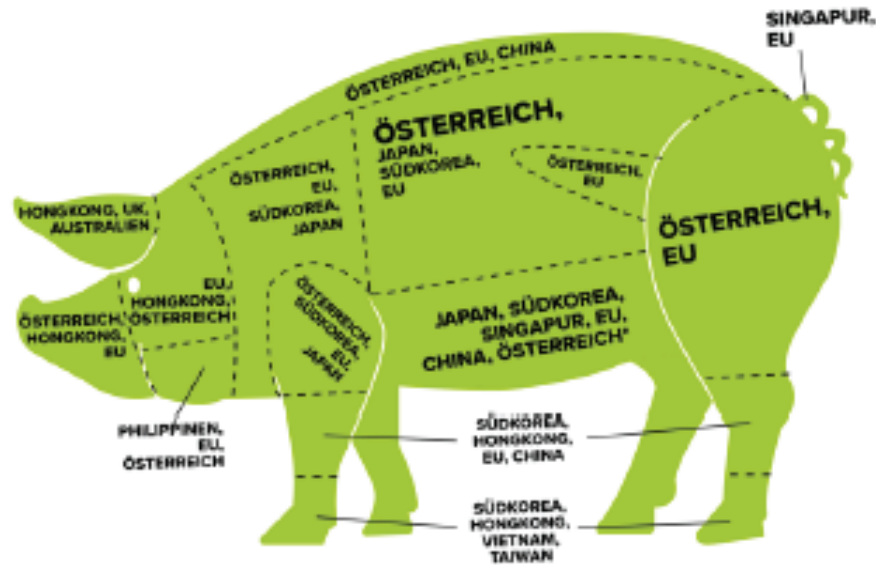 SINGAPUR,
EU
ÖSTERREICH, EU, CHINA
ÖSTERREICH,
JAPAN,
SÜDKOREA,
EU
ÖSTERREICH,
EU
ÖSTERREICH,
EU,
SÜDKOREA,
JAPAN
HONGKONG, UK,
AUSTRALIEN
ÖSTERREICH,
EU
EU,
HONGKONG,
ÖSTERREICH
ÖSTERREICH,
HONGKONG,
EU
ÖSTERREICH,
SÜDKOREA,
EU,
JAPAN
JAPAN, SÜDKOREA,
SINGAPUR, EU,
CHINA, ÖSTERREICH*
PHILIPPINEN,
EU,
ÖSTERREICH
SÜDKOREA,
HONGKONG,
EU, CHINA
SÜDKOREA,
HONGKONG,
VIETNAM,
TAIWAN